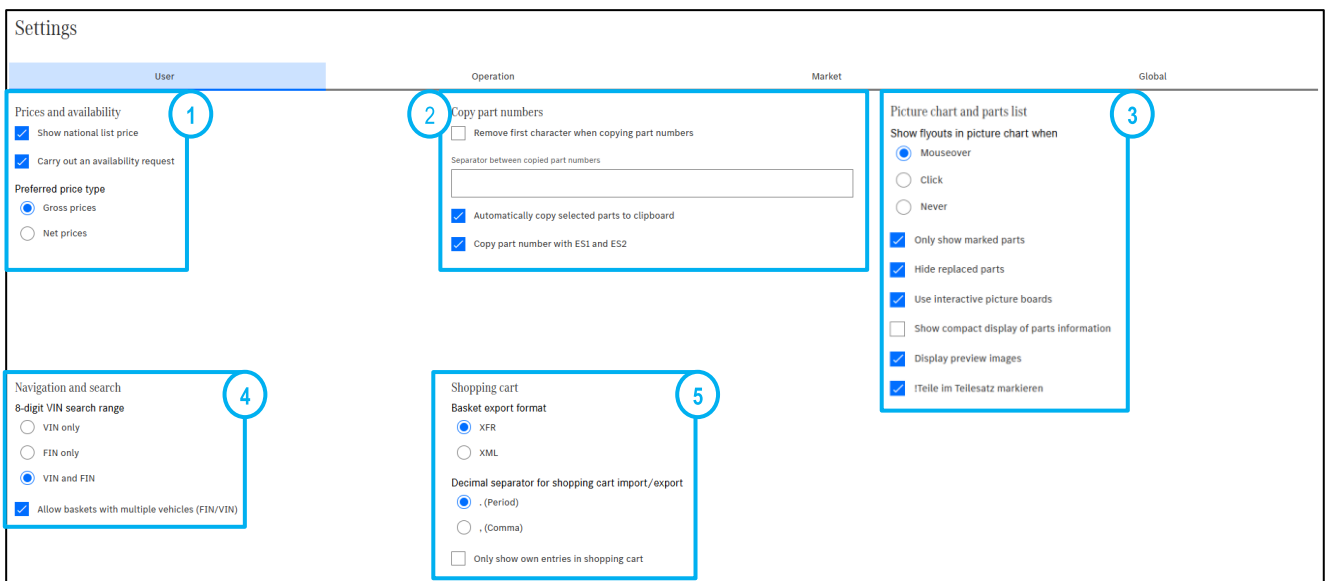 Settings
User
Operation
Market
Global
1
Prices and availability
Show national list price
Carry out an availability request
Preferred price type
Gross prices
Net prices
2
Copy part numbers
Remove first character when copying part numbers
Separator between copied part numbers
Automatically copy selected parts to clipboard
Copy part number with ES1 and ES2
3
Picture chart and parts list
Show flyouts in picture chart when
Mouseover
Click
Never
Only show marked parts
Hide replaced parts
Use interactive picture boards
Show compact display of parts information
Display preview images
!Teile im Teilesatz markieren
4
Navigation and search
8-digit VIN search range
VIN only
FIN only
VIN and FIN
Allow baskets with multiple vehicles (FIN/VIN)
5
Shopping cart
Basket export format
XFR
XML
Decimal separator for shopping cart import/export
. (Period)
, (Comma)
Only show own entries in shopping cart